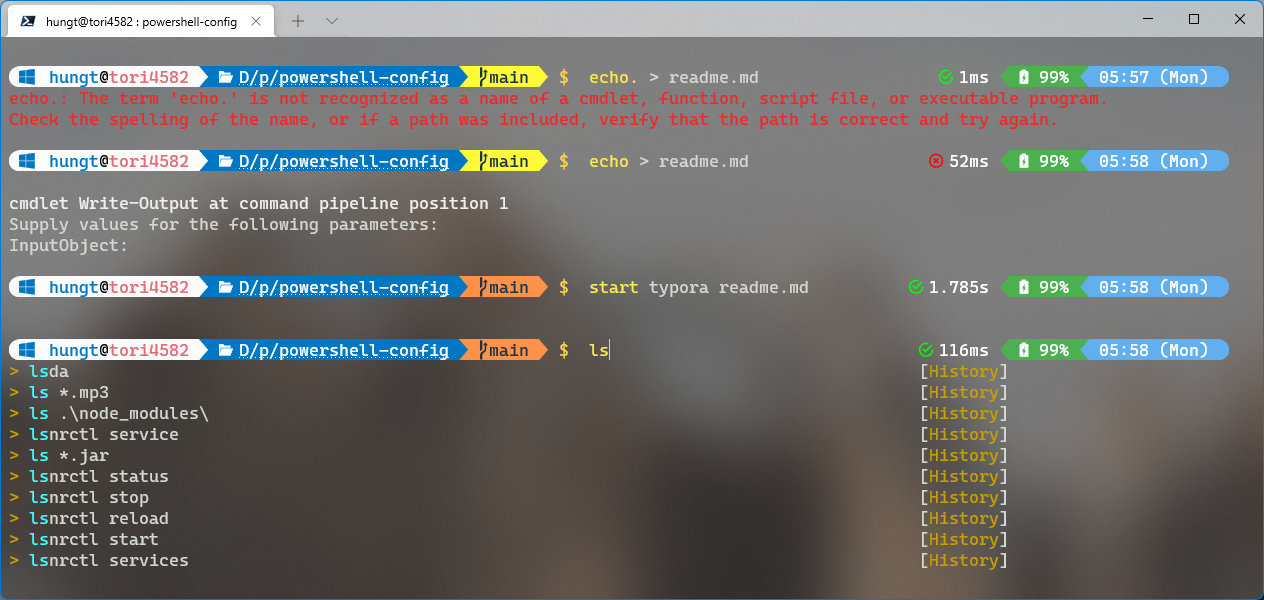 hungt@tori4582 : powershell-config
hungt@tori4582 D/p/powershell-config main $ echo. > readme.md 1ms 99% 05:57 (Mon)
echo.: The term 'echo.' is not recognized as a name of a cmdlet, function, script file, or executable program.
Check the spelling of the name, or if a path was included, verify that the path is correct and try again.
hungt@tori4582 D/p/powershell-config main $ echo > readme.md 52ms 99% 05:58 (Mon)
cmdlet Write-Output at command pipeline position 1
Supply values for the following parameters:
InputObject:
hungt@tori4582 D/p/powershell-config main $ start typora readme.md 1.785s 99% 05:58 (Mon)
hungt@tori4582 D/p/powershell-config main $ ls 116ms 99% 05:58 (Mon)
> lsda [History]
> ls *.mp3 [History]
> ls .\node_modules\ [History]
> lsnrctl service [History]
> ls *.jar [History]
> lsnrctl status [History]
> lsnrctl stop [History]
> lsnrctl reload [History]
> lsnrctl start [History]
> lsnrctl services [History]